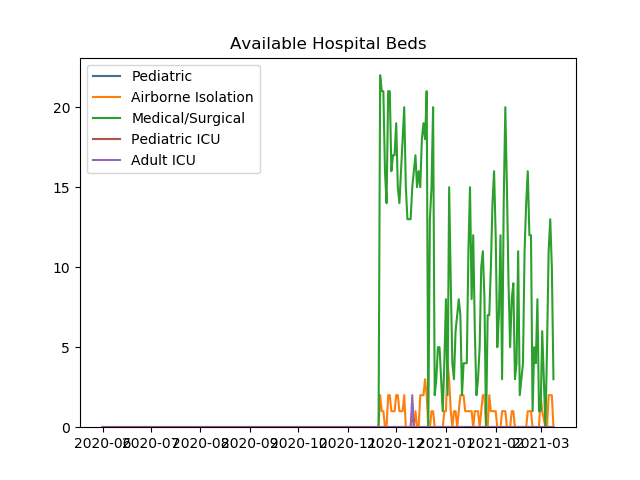 Available Hospital Beds
Pediatric
Airborne Isolation
Medical/Surgical
Pediatric ICU
Adult ICU
20
15
10
5
0
2020-06 2020-07 2020-08 2020-09 2020-10 2020-11 2020-12 2021-01 2021-02 2021-03